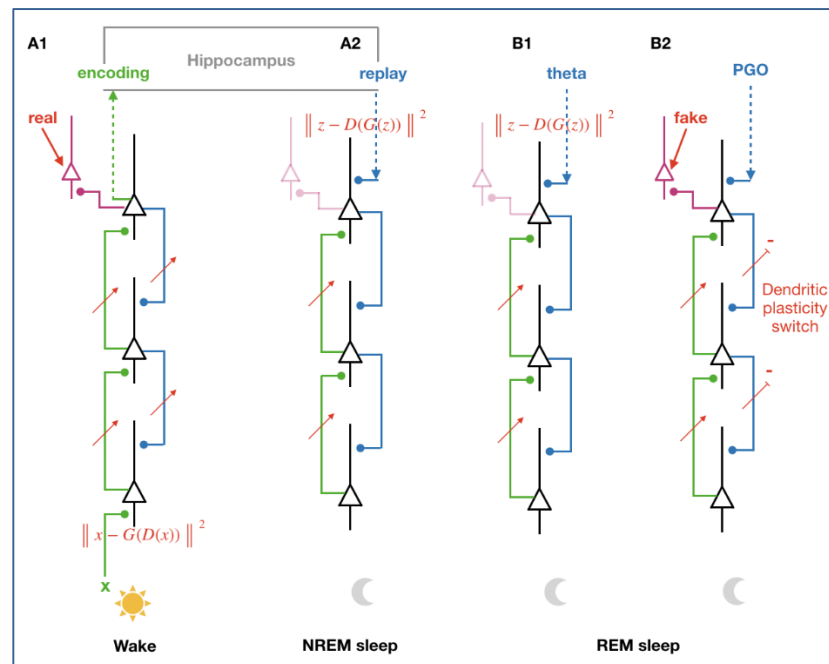 A1
A2
B1
B2
Hippocampus
encoding
replay
theta
PGO
real
‖ z – D(G(z)) ‖ ²
‖ z – D(G(z)) ‖ ²
fake
-
Dendritic
plasticity
switch
-
‖ x – G(D(x)) ‖ ²
x
Wake
NREM sleep
REM sleep